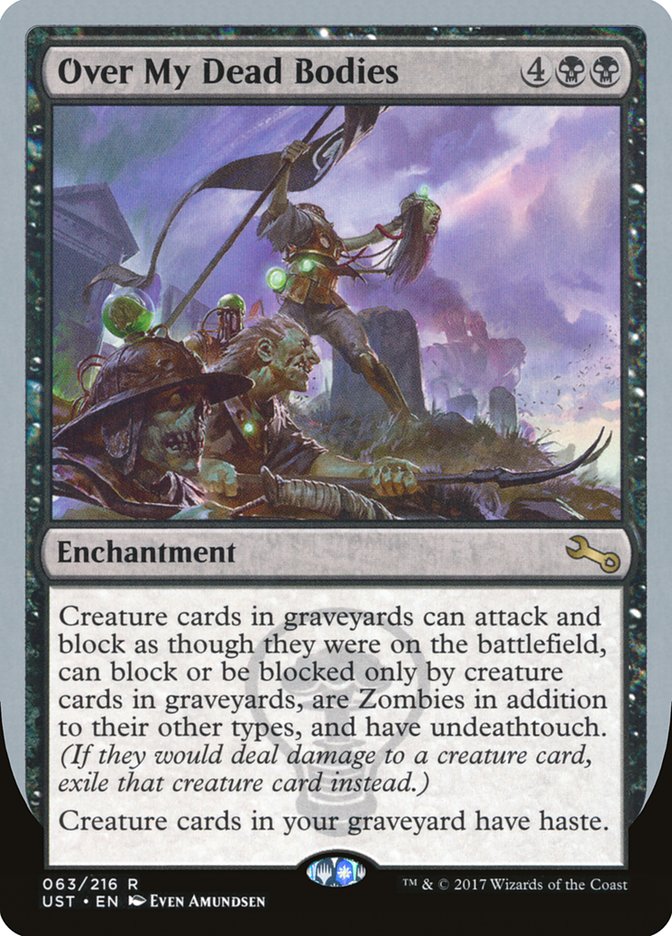 Over My Dead Bodies 4
Enchantment
Creature cards in graveyards can attack and
block as though they were on the battlefield,
can block or be blocked only by creature
cards in graveyards, are Zombies in addition
to their other types, and have undeathtouch.
(If they would deal damage to a creature card,
exile that creature card instead.)
Creature cards in your graveyard have haste.
063/216 R
UST • EN Even Amundsen
™ & © 2017 Wizards of the Coast